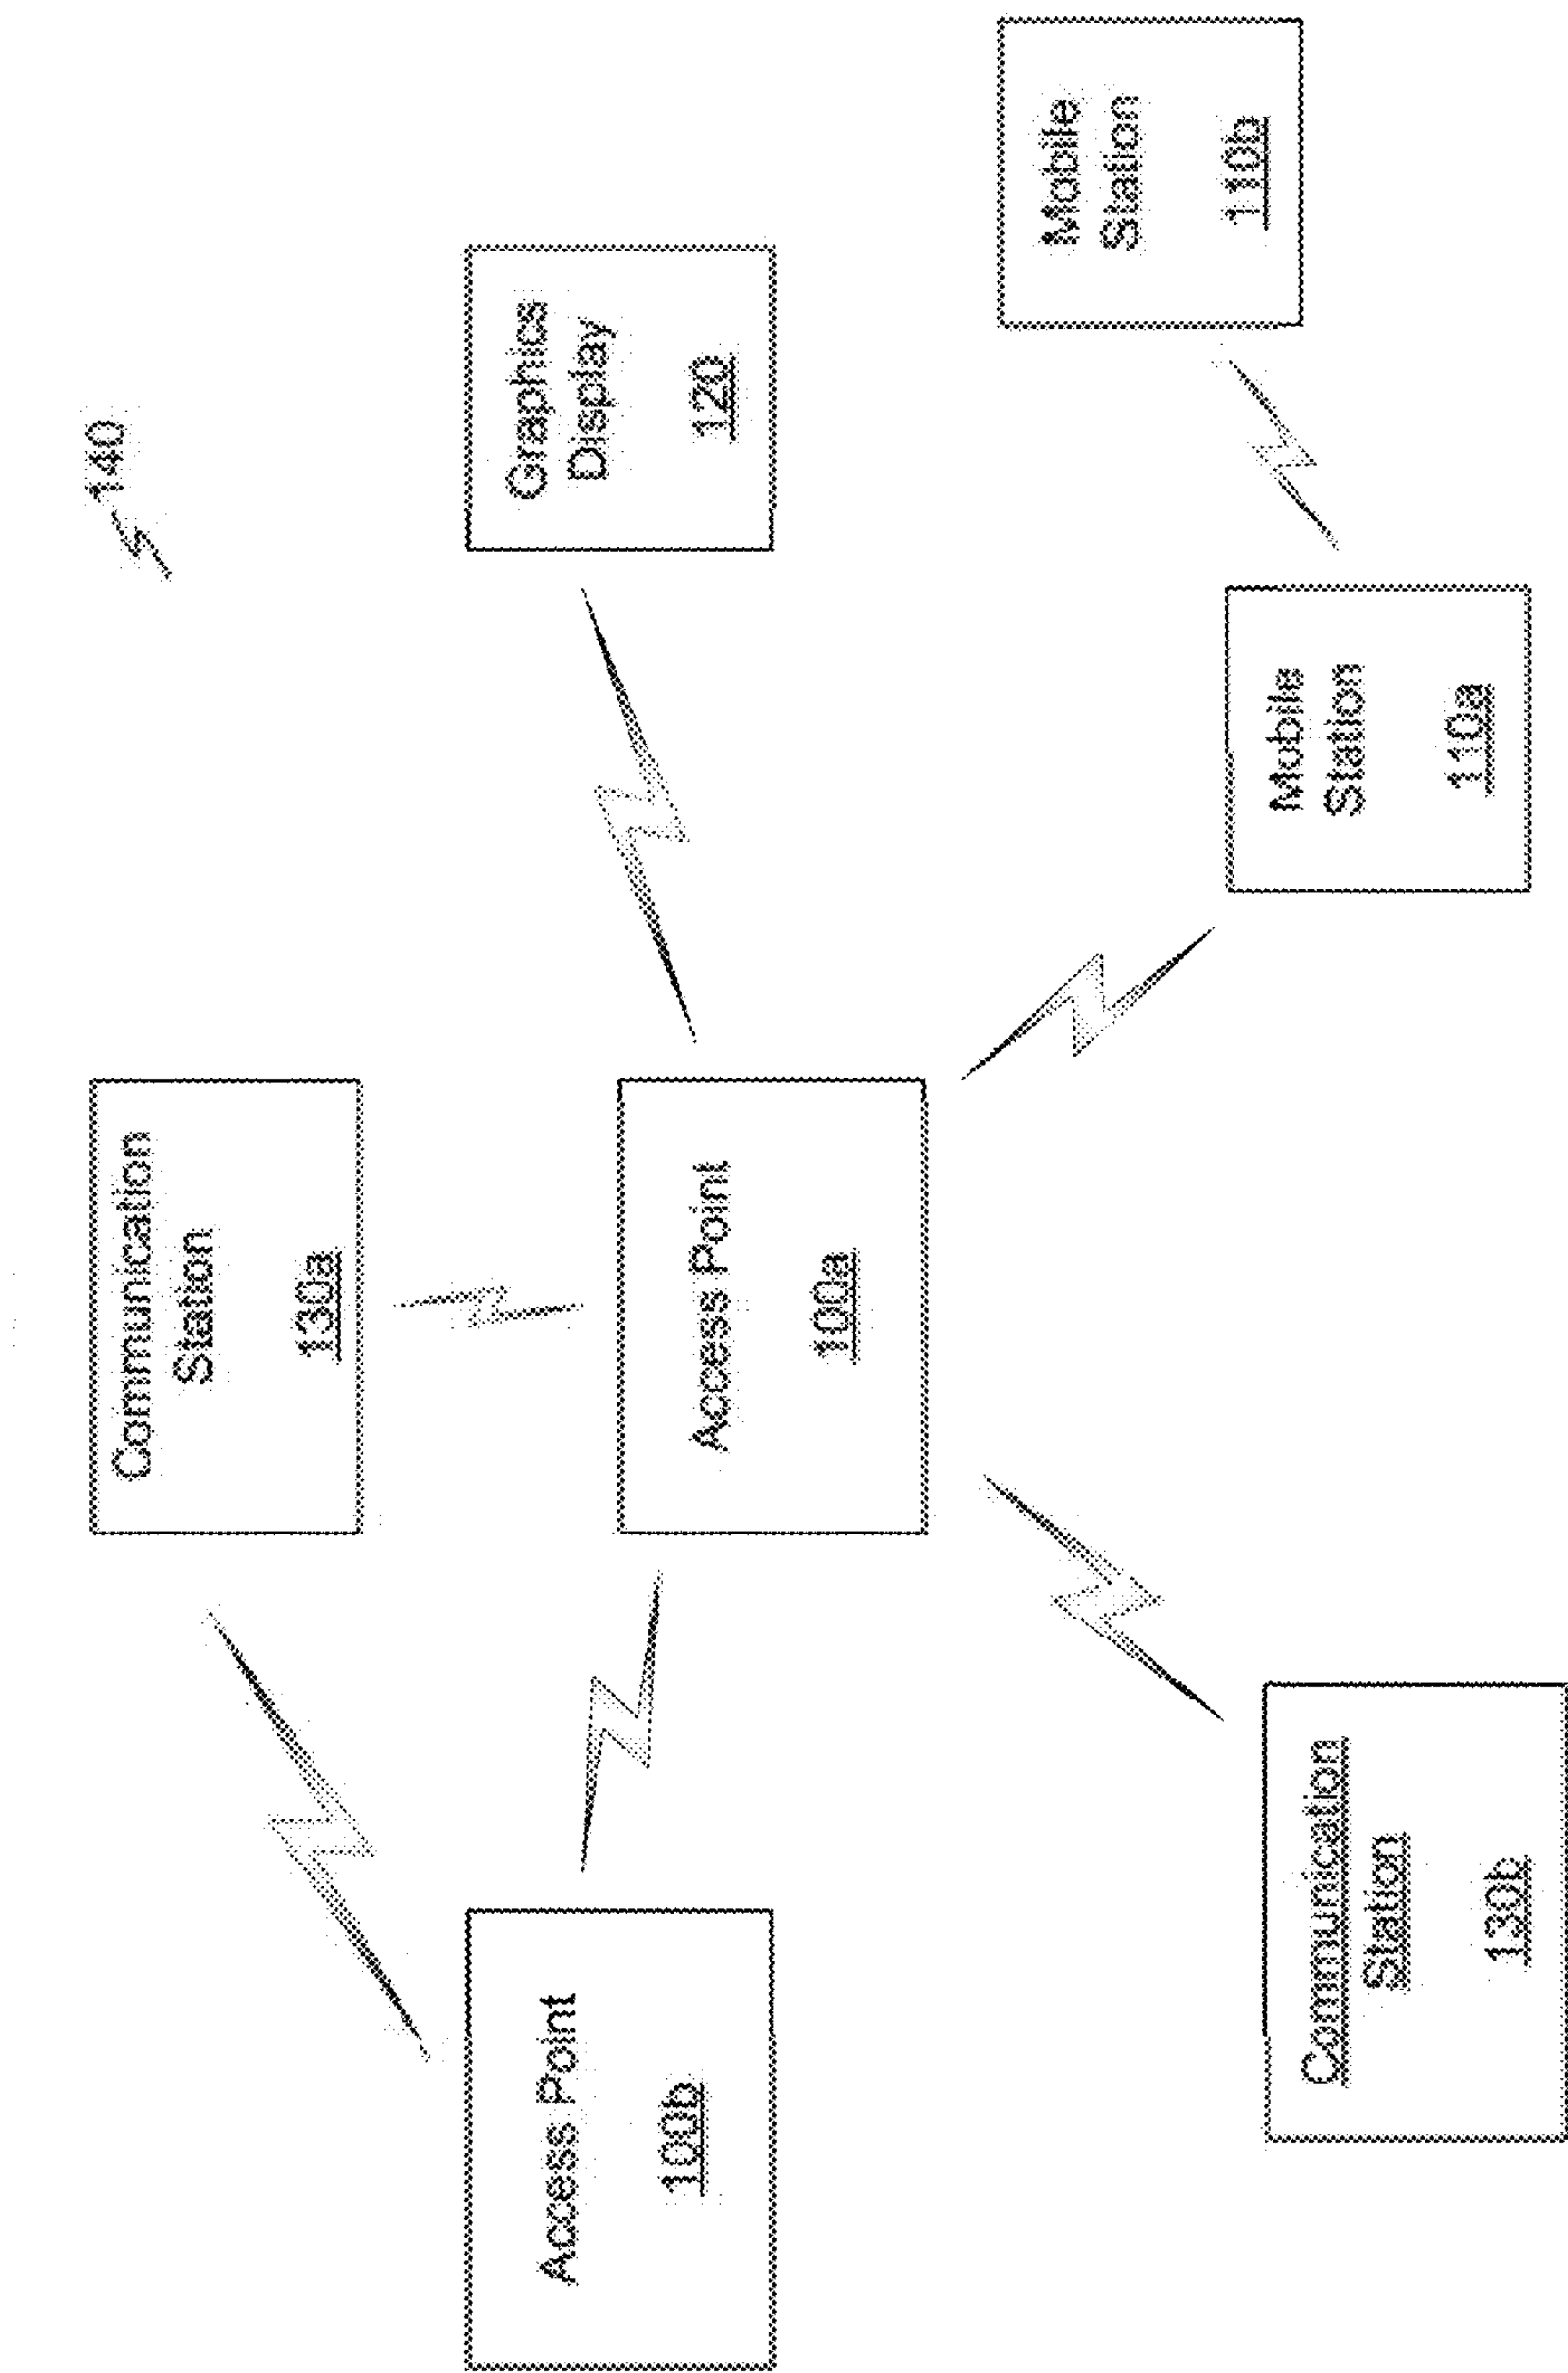 140
Communication
Station
130a
Access Point
100b
Access Point
100a
Graphics
Display
120
Communication
Station
130b
Mobile
Station
110a
Mobile
Station
110b